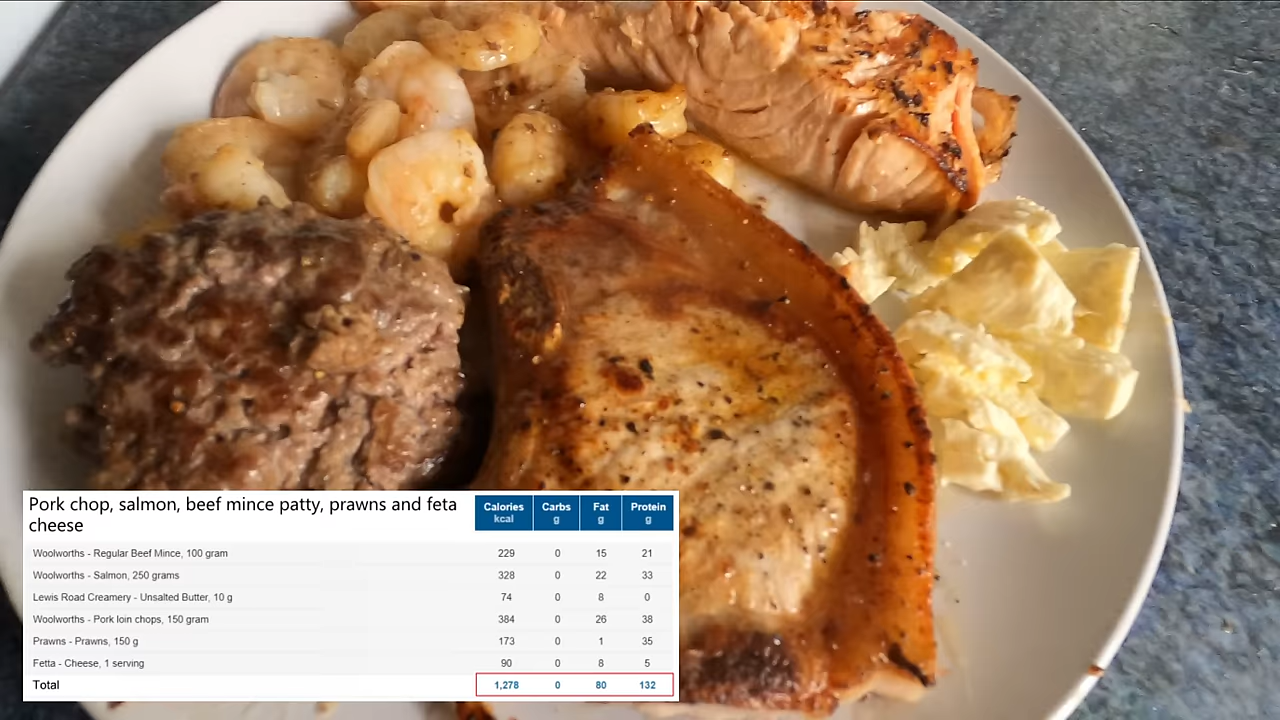 Pork chop, salmon, beef mince patty, prawns and feta
cheese
Calories Carbs Fat Protein
kcal g g g
Woolworths - Regular Beef Mince, 100 gram 229 0 15 21
Woolworths - Salmon, 250 grams 328 0 22 33
Lewis Road Creamery - Unsalted Butter, 10 g 74 0 8 0
Woolworths - Pork loin chops, 150 gram 384 0 26 38
Prawns - Prawns, 150 g 173 0 1 35
Fetta - Cheese, 1 serving 90 0 8 5
Total 1,278 0 80 132